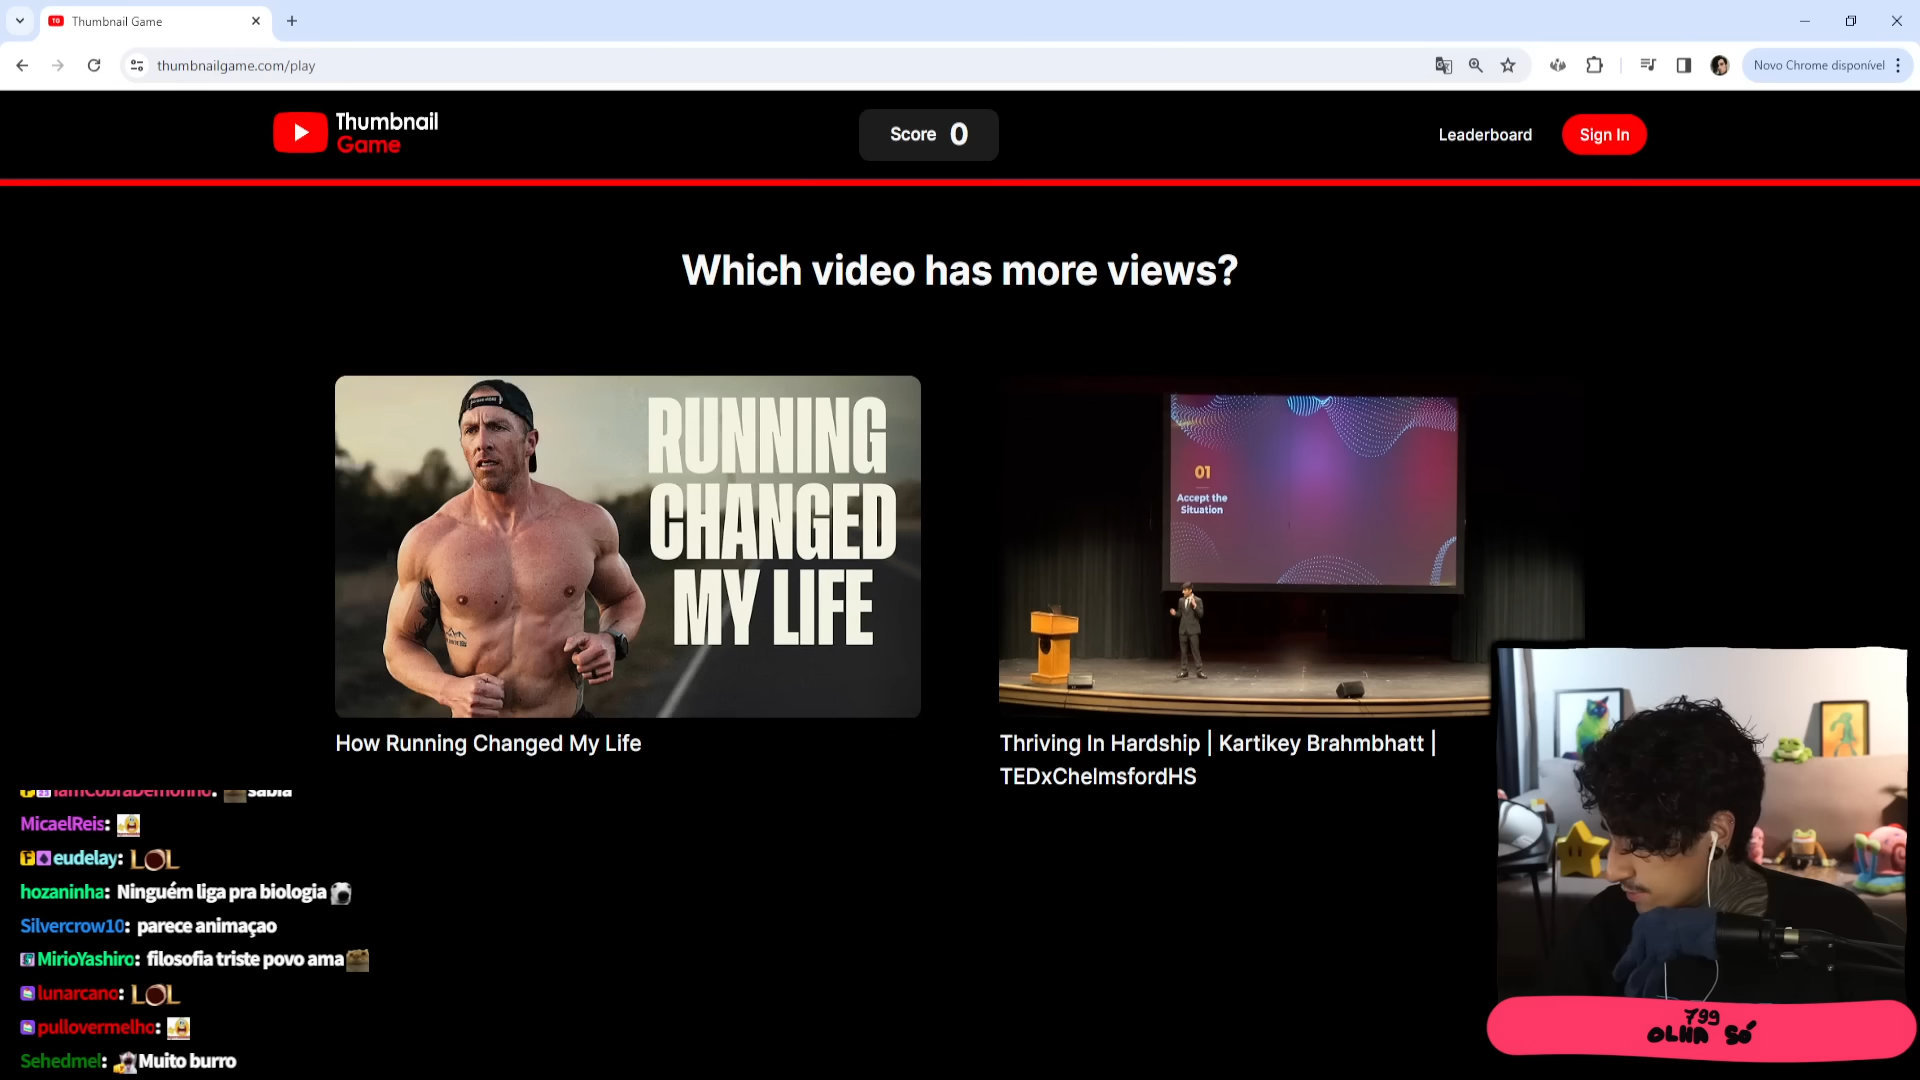 Thumbnail Game
thumbnailgame.com/play
Novo Chrome disponível
Thumbnail
Game
Score 0
Leaderboard
Sign In
Which video has more views?
RUNNING
CHANGED
MY LIFE
01
Accept the
Situation
How Running Changed My Life
Thriving In Hardship | Kartikey Brahmbhatt |
TEDxChelmsfordHS
IamCobraDemonho: sabia
MicaelReis:
eudelay: LOL
hozaninha: Ninguém liga pra biologia
Silvercrow10: parece animaçao
MirioYashiro: filosofia triste povo ama
lunarcano: LOL
pullovermelho:
Sehedmel: Muito burro
799
OLHA SÓ